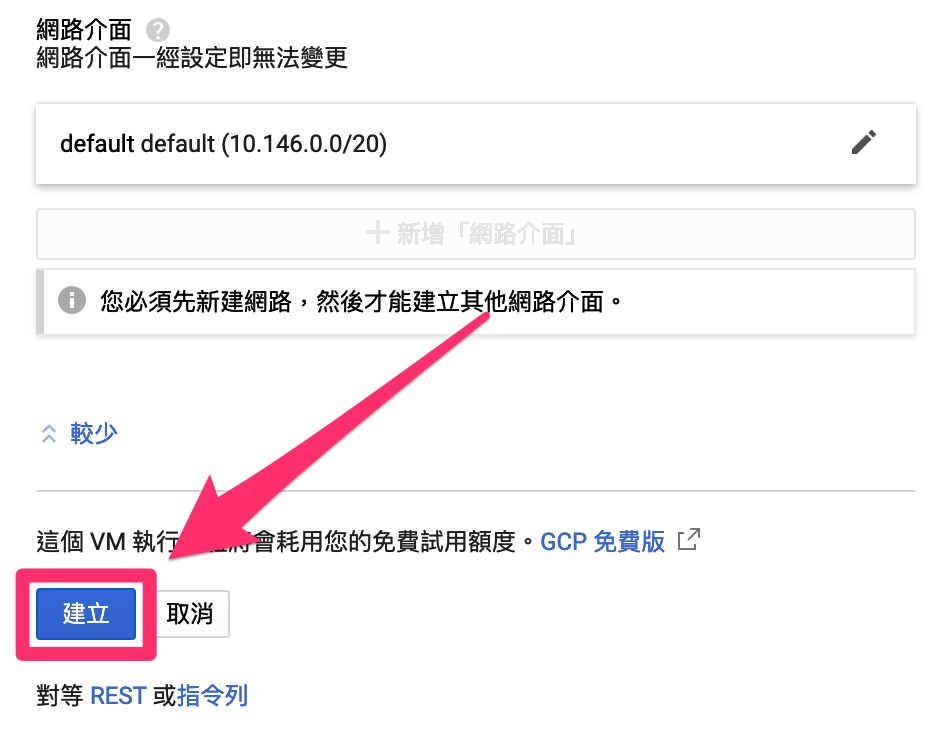 網路介面
網路介面一經設定即無法變更
default default (10.146.0.0/20)
新增「網路介面」
您必須先新建網路，然後才能建立其他網路介面。
較少
這個 VM 執行將會耗用您的免費試用額度。GCP 免費版
建立 取消
對等 REST 或指令列